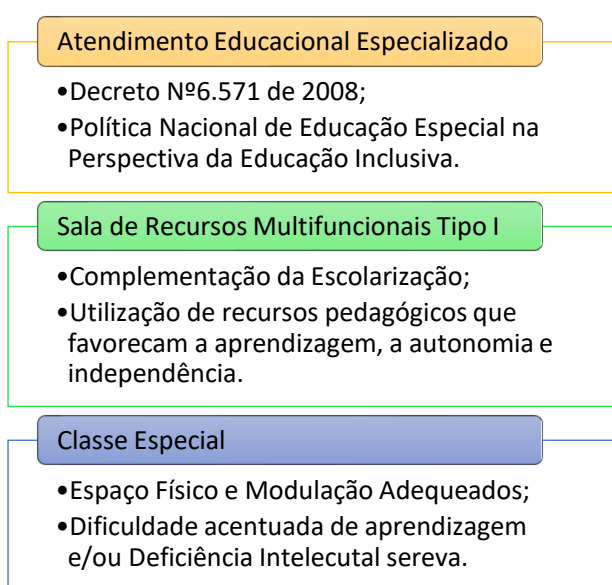 Atendimento Educacional Especializado
•Decreto Nº6.571 de 2008;
•Política Nacional de Educação Especial na
Perspectiva da Educação Inclusiva.
Sala de Recursos Multifuncionais Tipo I
•Complementação da Escolarização;
•Utilização de recursos pedagógicos que
favorecam a aprendizagem, a autonomia e
independência.
Classe Especial
•Espaço Físico e Modulação Adequeados;
•Dificuldade acentuada de aprendizagem
e/ou Deficiência Intelecutal sereva.